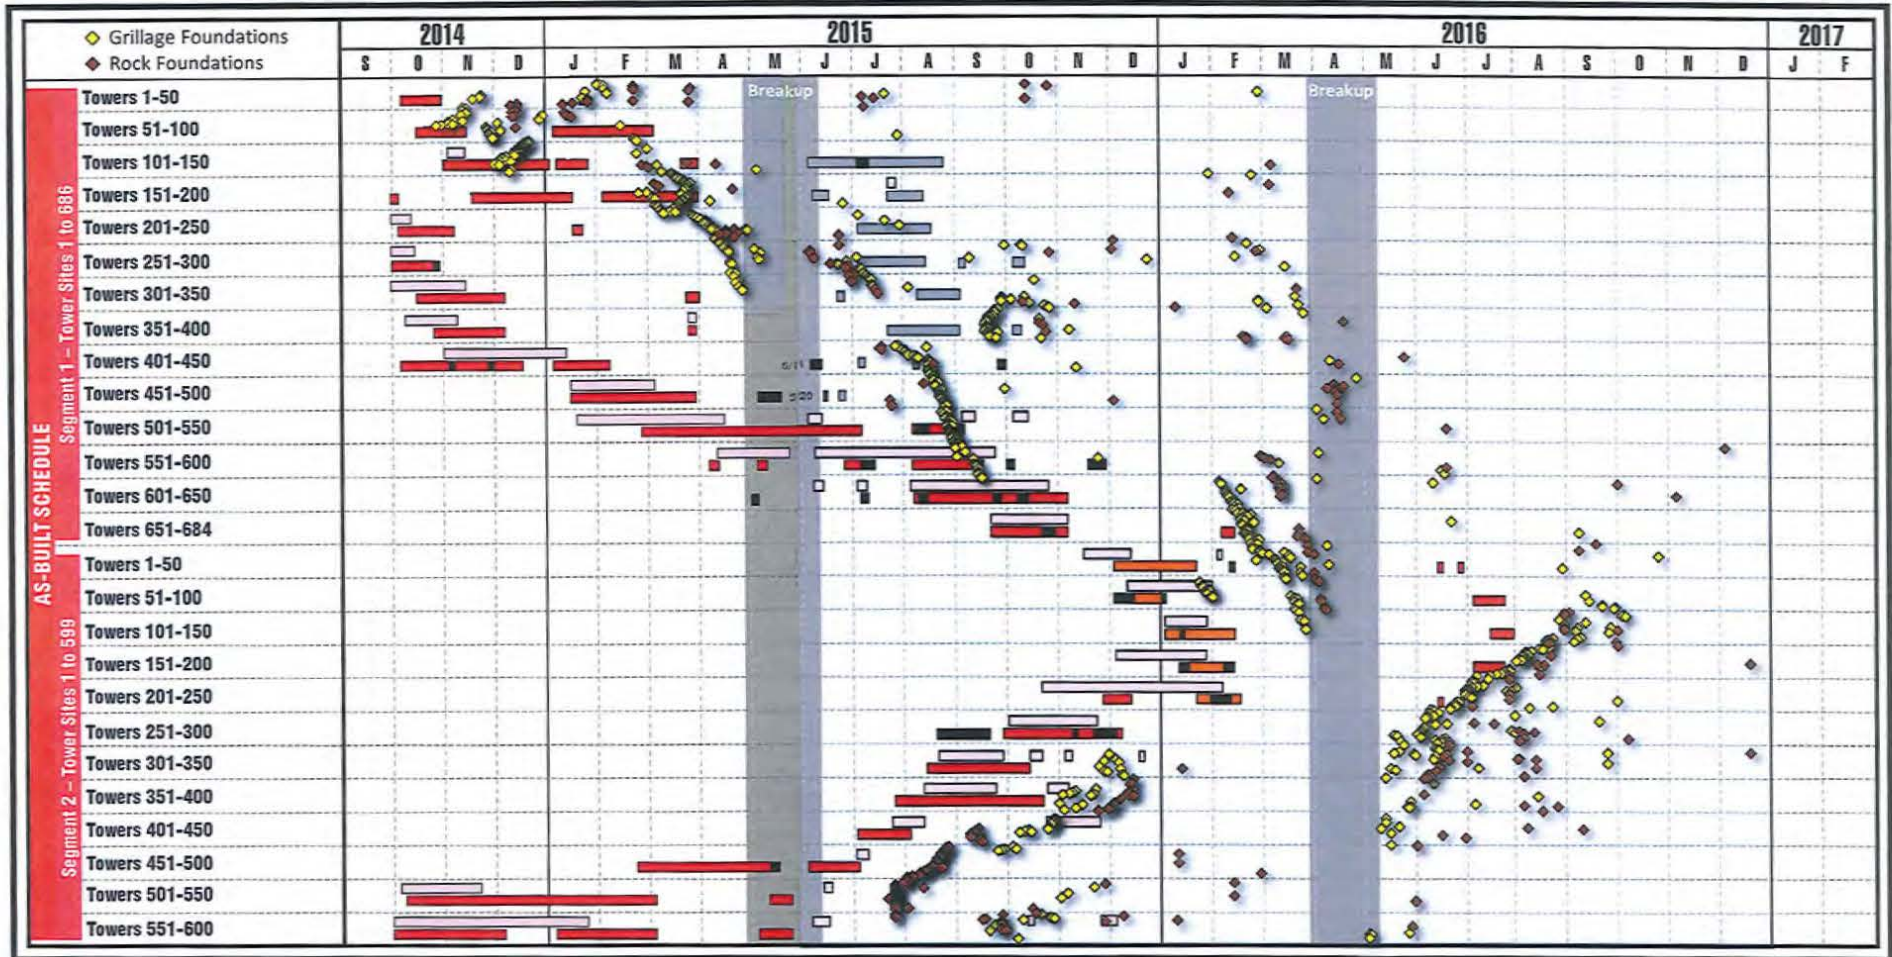 Grillage Foundations
Rock Foundations
2014 2015 2016 2017
S O N D J F M A M J J A S O N D J F M A M J J A S O N D J F
Breakup Breakup
AS-BUILT SCHEDULE
Segment 1 – Tower Sites 1 to 686
Towers 1-50
Towers 51-100
Towers 101-150
Towers 151-200
Towers 201-250
Towers 251-300
Towers 301-350
Towers 351-400
Towers 401-450
Towers 451-500
5/20
Towers 501-550
Towers 551-600
Towers 601-650
Towers 651-684
Segment 2 – Tower Sites 1 to 599
Towers 1-50
Towers 51-100
Towers 101-150
Towers 151-200
Towers 201-250
Towers 251-300
Towers 301-350
Towers 351-400
Towers 401-450
Towers 451-500
Towers 501-550
Towers 551-600